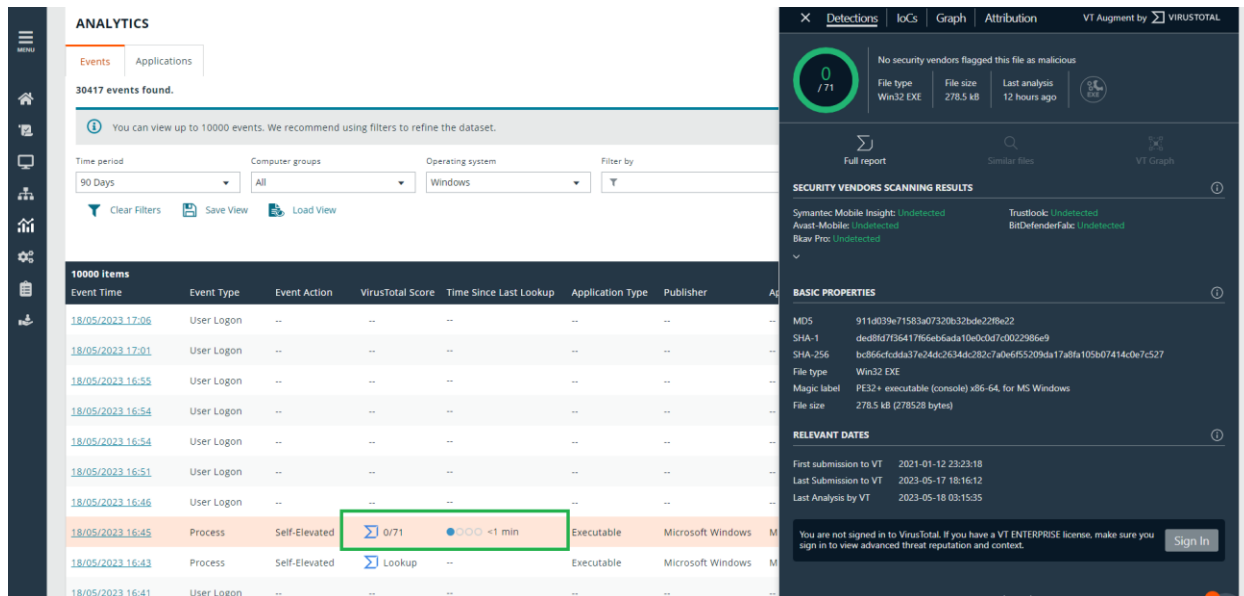 MENU
ANALYTICS
Events Applications
30417 events found.
You can view up to 10000 events. We recommend using filters to refine the dataset.
Time period Computer groups Operating system Filter by
90 Days All Windows
Clear Filters Save View Load View
10000 items
Event Time Event Type Event Action VirusTotal Score Time Since Last Lookup Application Type Publisher Ap
18/05/2023 17:06 User Logon -- -- -- -- -- --
18/05/2023 17:01 User Logon -- -- -- -- -- --
18/05/2023 16:55 User Logon -- -- -- -- -- --
18/05/2023 16:54 User Logon -- -- -- -- -- --
18/05/2023 16:54 User Logon -- -- -- -- -- --
18/05/2023 16:51 User Logon -- -- -- -- -- --
18/05/2023 16:46 User Logon -- -- -- -- -- --
18/05/2023 16:45 Process Self-Elevated 0/71 <1 min Executable Microsoft Windows M
18/05/2023 16:43 Process Self-Elevated Lookup -- Executable Microsoft Windows M
18/05/2023 16:41 User Logon -- -- -- -- --
Detections IoCs Graph Attribution VT Augment by VIRUSTOTAL
0
/ 71
No security vendors flagged this file as malicious
File type File size Last analysis
Win32 EXE 278.5 kB 12 hours ago
EXE
Full report Similar files VT Graph
SECURITY VENDORS SCANNING RESULTS
Symantec Mobile Insight: Undetected Trustlook: Undetected
Avast-Mobile: Undetected BitDefenderFalx: Undetected
Bkav Pro: Undetected
BASIC PROPERTIES
MD5 911d039e71583a07320b32bde22f8e22
SHA-1 ded8fd7f36417f66eb6ada10e0c0d7c0022986e9
SHA-256 bc866cfcdda37e24dc2634dc282c7a0e6f55209da17a8fa105b07414c0e7c527
File type Win32 EXE
Magic label PE32+ executable (console) x86-64, for MS Windows
File size 278.5 kB (278528 bytes)
RELEVANT DATES
First submission to VT 2021-01-12 23:23:18
Last Submission to VT 2023-05-17 18:16:12
Last Analysis by VT 2023-05-18 03:15:35
You are not signed in to VirusTotal. If you have a VT ENTERPRISE license, make sure you
sign in to view advanced threat reputation and context.
Sign In